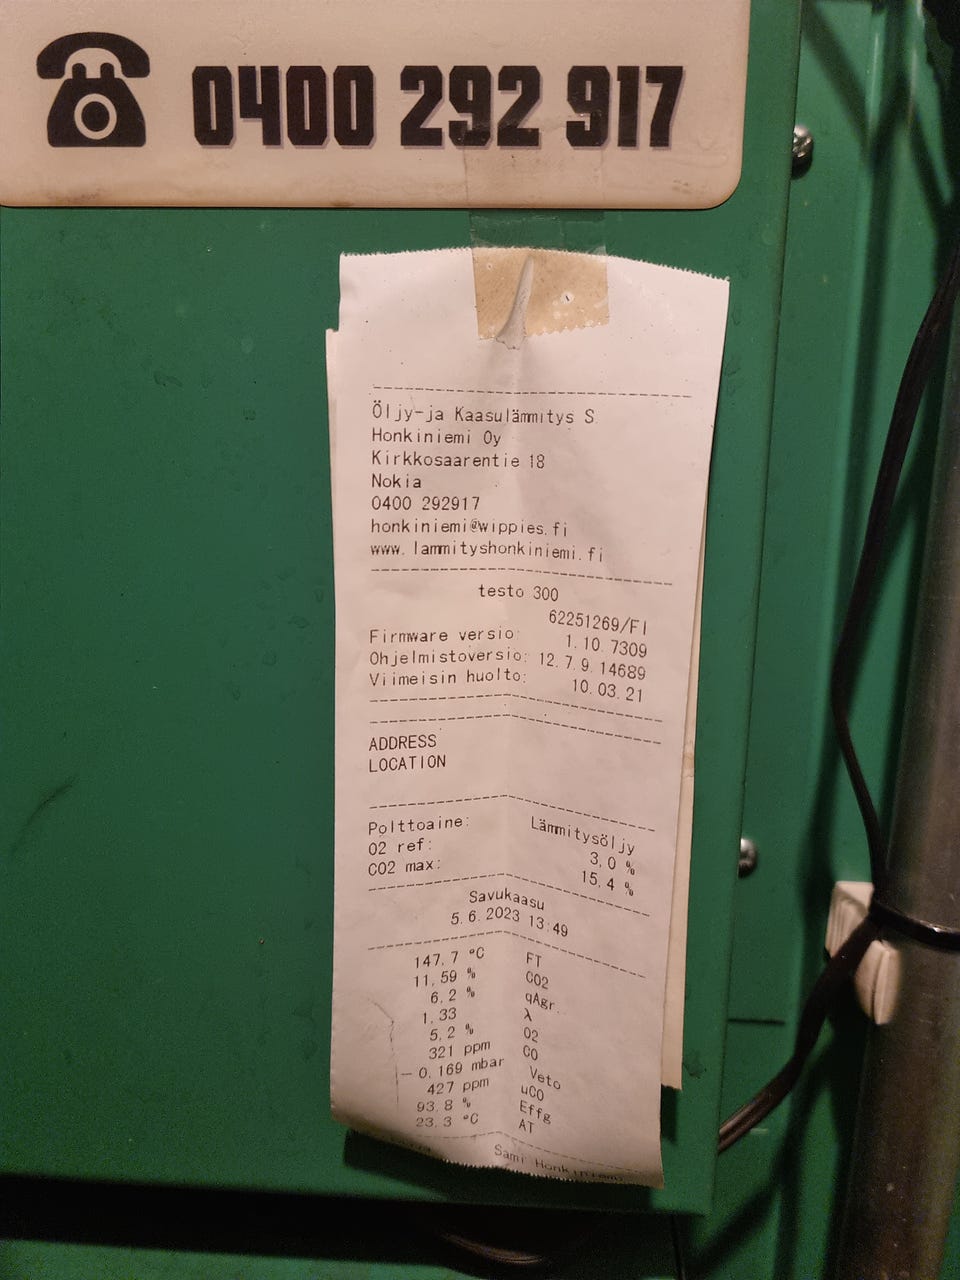 0400 292 917
Öljy-ja Kaasulämmitys S
Honkiniemi Oy
Kirkkosaarentie 18
Nokia
0400 292917
honkiniemi@wippies.fi
www.lammityshonkiniemi.fi
testo 300
62251269/FI
Firmware versio: 1.10.7309
Ohjelmistoversio: 12.7.9.14689
Viimeisin huolto: 10.03.21
ADDRESS
LOCATION
Polttoaine: Lämmitysöljy
O2 ref: 3,0 %
CO2 max: 15,4 %
Savukaasu
5.6.2023 13:49
147,7 °C FT
11,59 % CO2
6,2 % qAgr.
1,33 λ
5,2 % O2
321 ppm CO
-0,169 mbar Veto
427 ppm uCO
93,8 % Effg
23,3 °C AT
Sami Honkiniemi